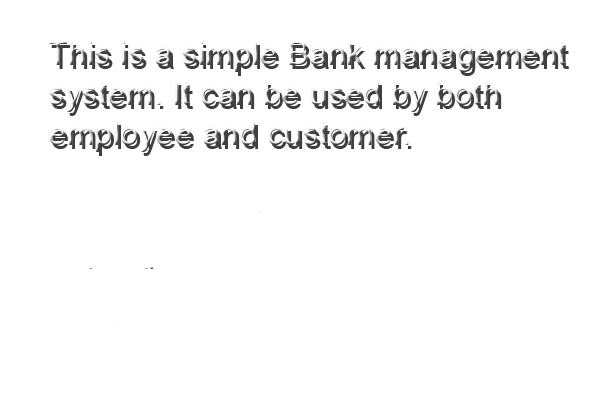 This is a simple Bank management
system. It can be used by both
employee and customer.